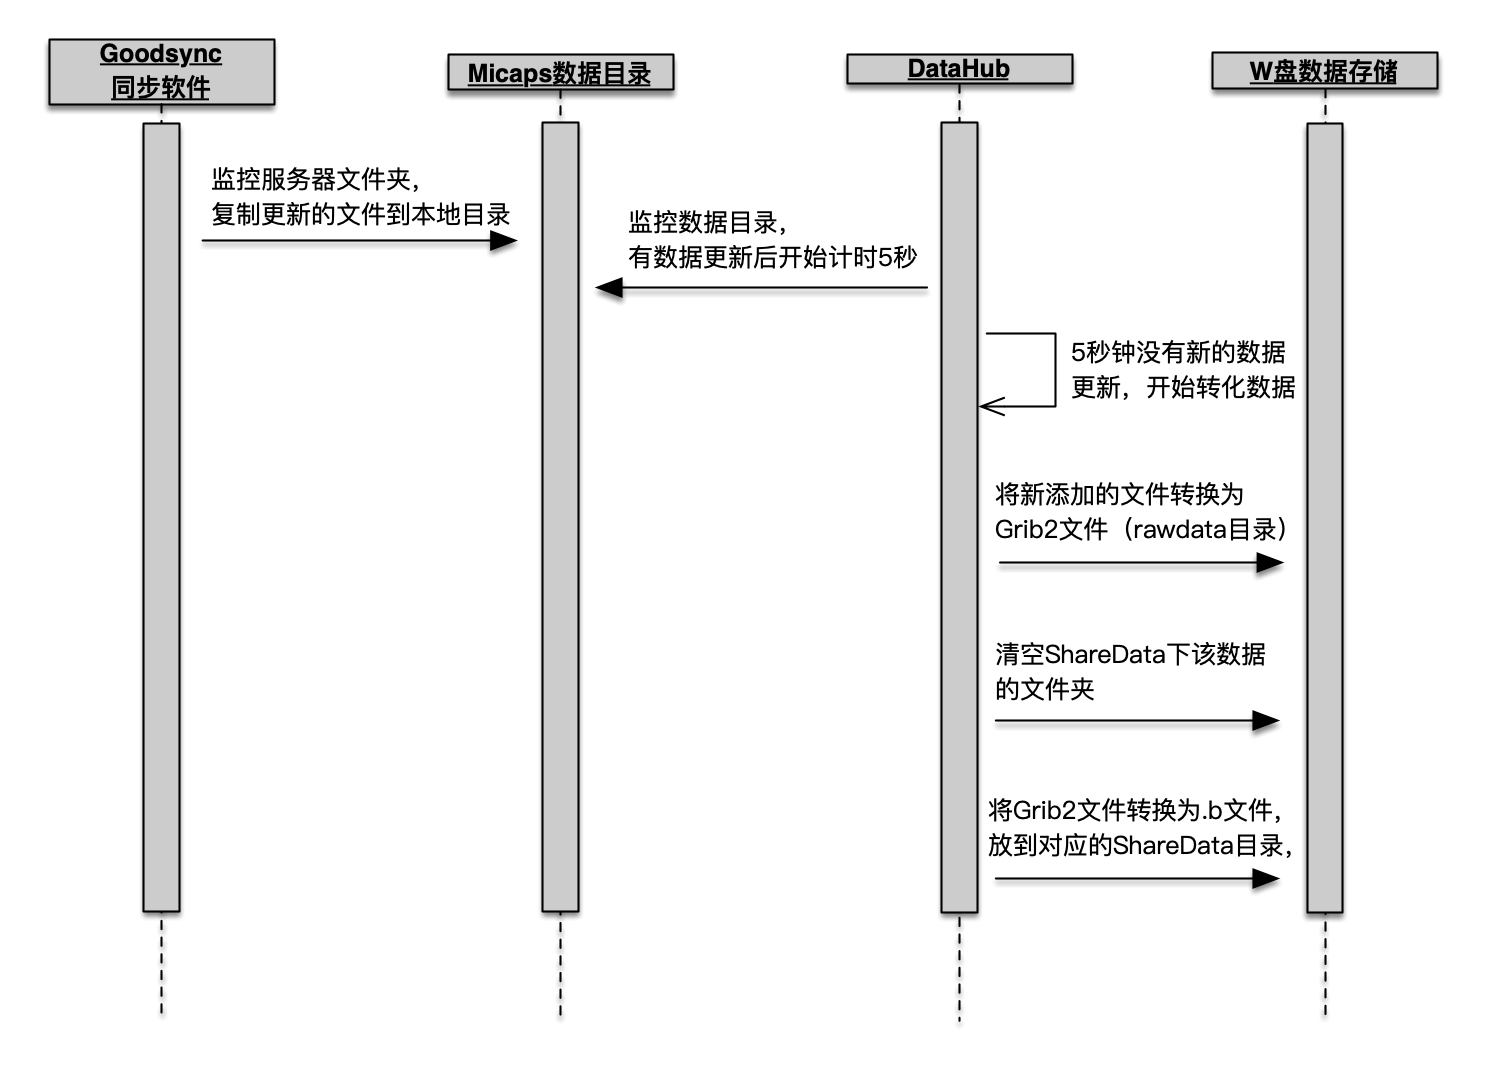 Goodsync
同步软件
Micaps数据目录
DataHub
W盘数据存储
监控服务器文件夹，
复制更新的文件到本地目录
监控数据目录，
有数据更新后开始计时5秒
5秒钟没有新的数据
更新，开始转化数据
将新添加的文件转换为
Grib2文件（rawdata目录）
清空ShareData下该数据
的文件夹
将Grib2文件转换为.b文件，
放到对应的ShareData目录，